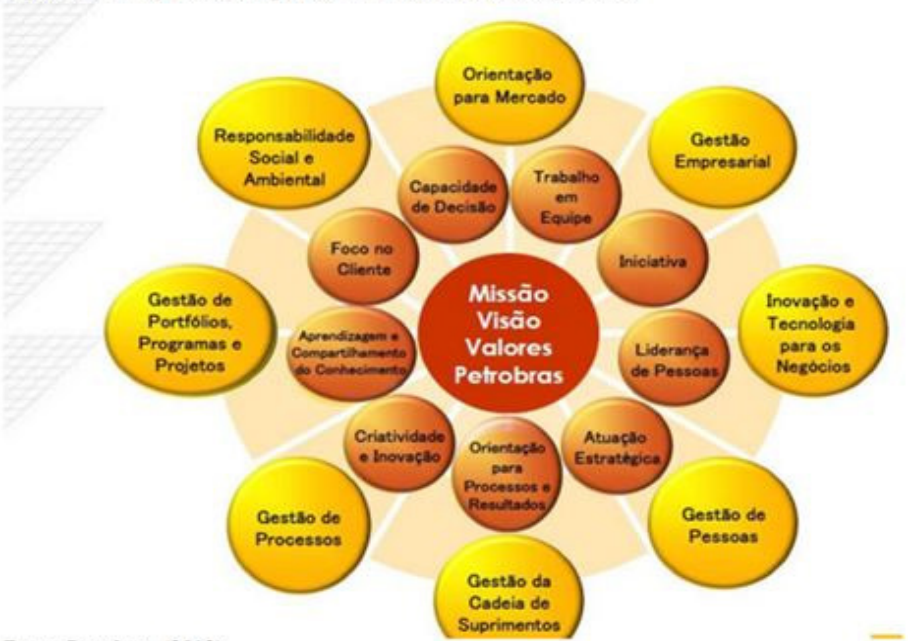 Orientação
para Mercado
Gestão
Empresarial
Inovação e
Tecnologia
para os
Negócios
Gestão de
Pessoas
Gestão da
Cadeia de
Suprimentos
Gestão de
Processos
Gestão de
Portfólios,
Programas e
Projetos
Responsabilidade
Social e
Ambiental
Capacidade
de Decisão
Trabalho
em
Equipe
Iniciativa
Liderança
de Pessoas
Atuação
Estratégica
Orientação
para
Processos e
Resultados
Criatividade
e Inovação
Aprendizagem e
Compartilhamento
do Conhecimento
Foco no
Cliente
Missão
Visão
Valores
Petrobras